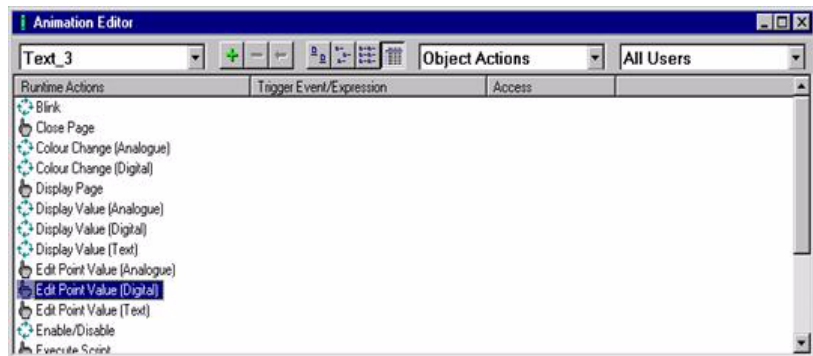 Animation Editor
Text_3 Object Actions All Users
Runtime Actions Trigger Event/Expression Access
Blink
Close Page
Colour Change (Analogue)
Colour Change (Digital)
Display Page
Display Value (Analogue)
Display Value (Digital)
Display Value (Text)
Edit Point Value (Analogue)
Edit Point Value (Digital)
Edit Point Value (Text)
Enable/Disable
Execute Script